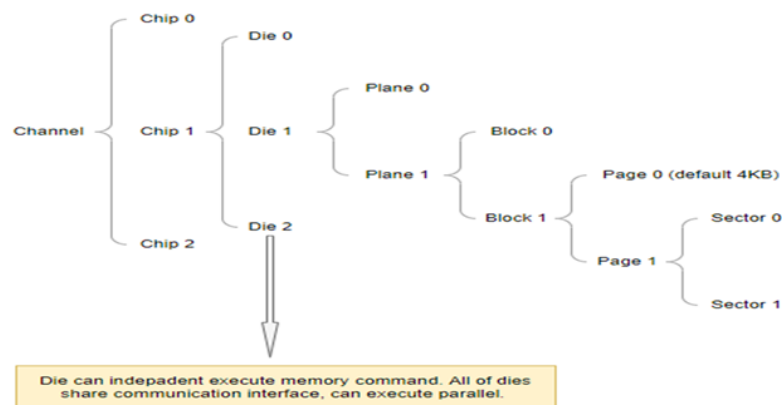 Chip 0
Die 0
Plane 0
Channel
Chip 1
Die 1
Block 0
Plane 1
Page 0 (default 4KB)
Block 1
Sector 0
Die 2
Chip 2
Page 1
Sector 1
Die can indepadent execute memory command. All of dies
share communication interface, can execute parallel.